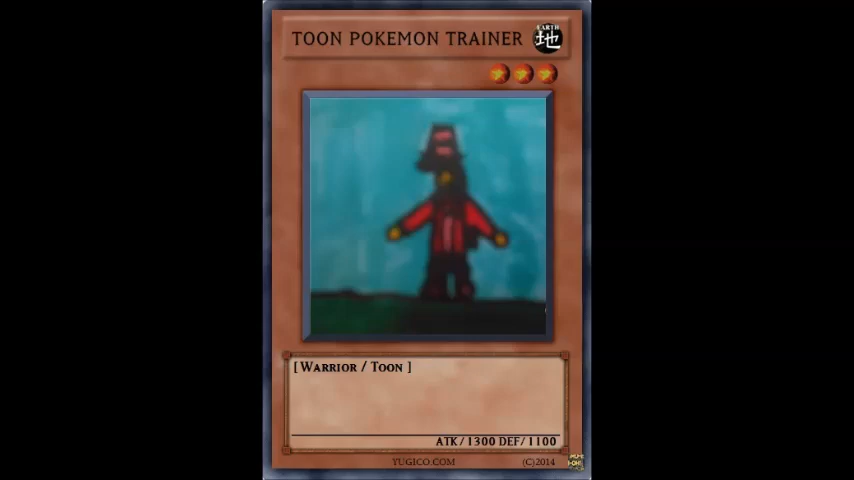 TOON POKEMON TRAINER
EARTH
地
[ WARRIOR / TOON ]
ATK/1300 DEF/1100
YUGICO.COM (C)2014